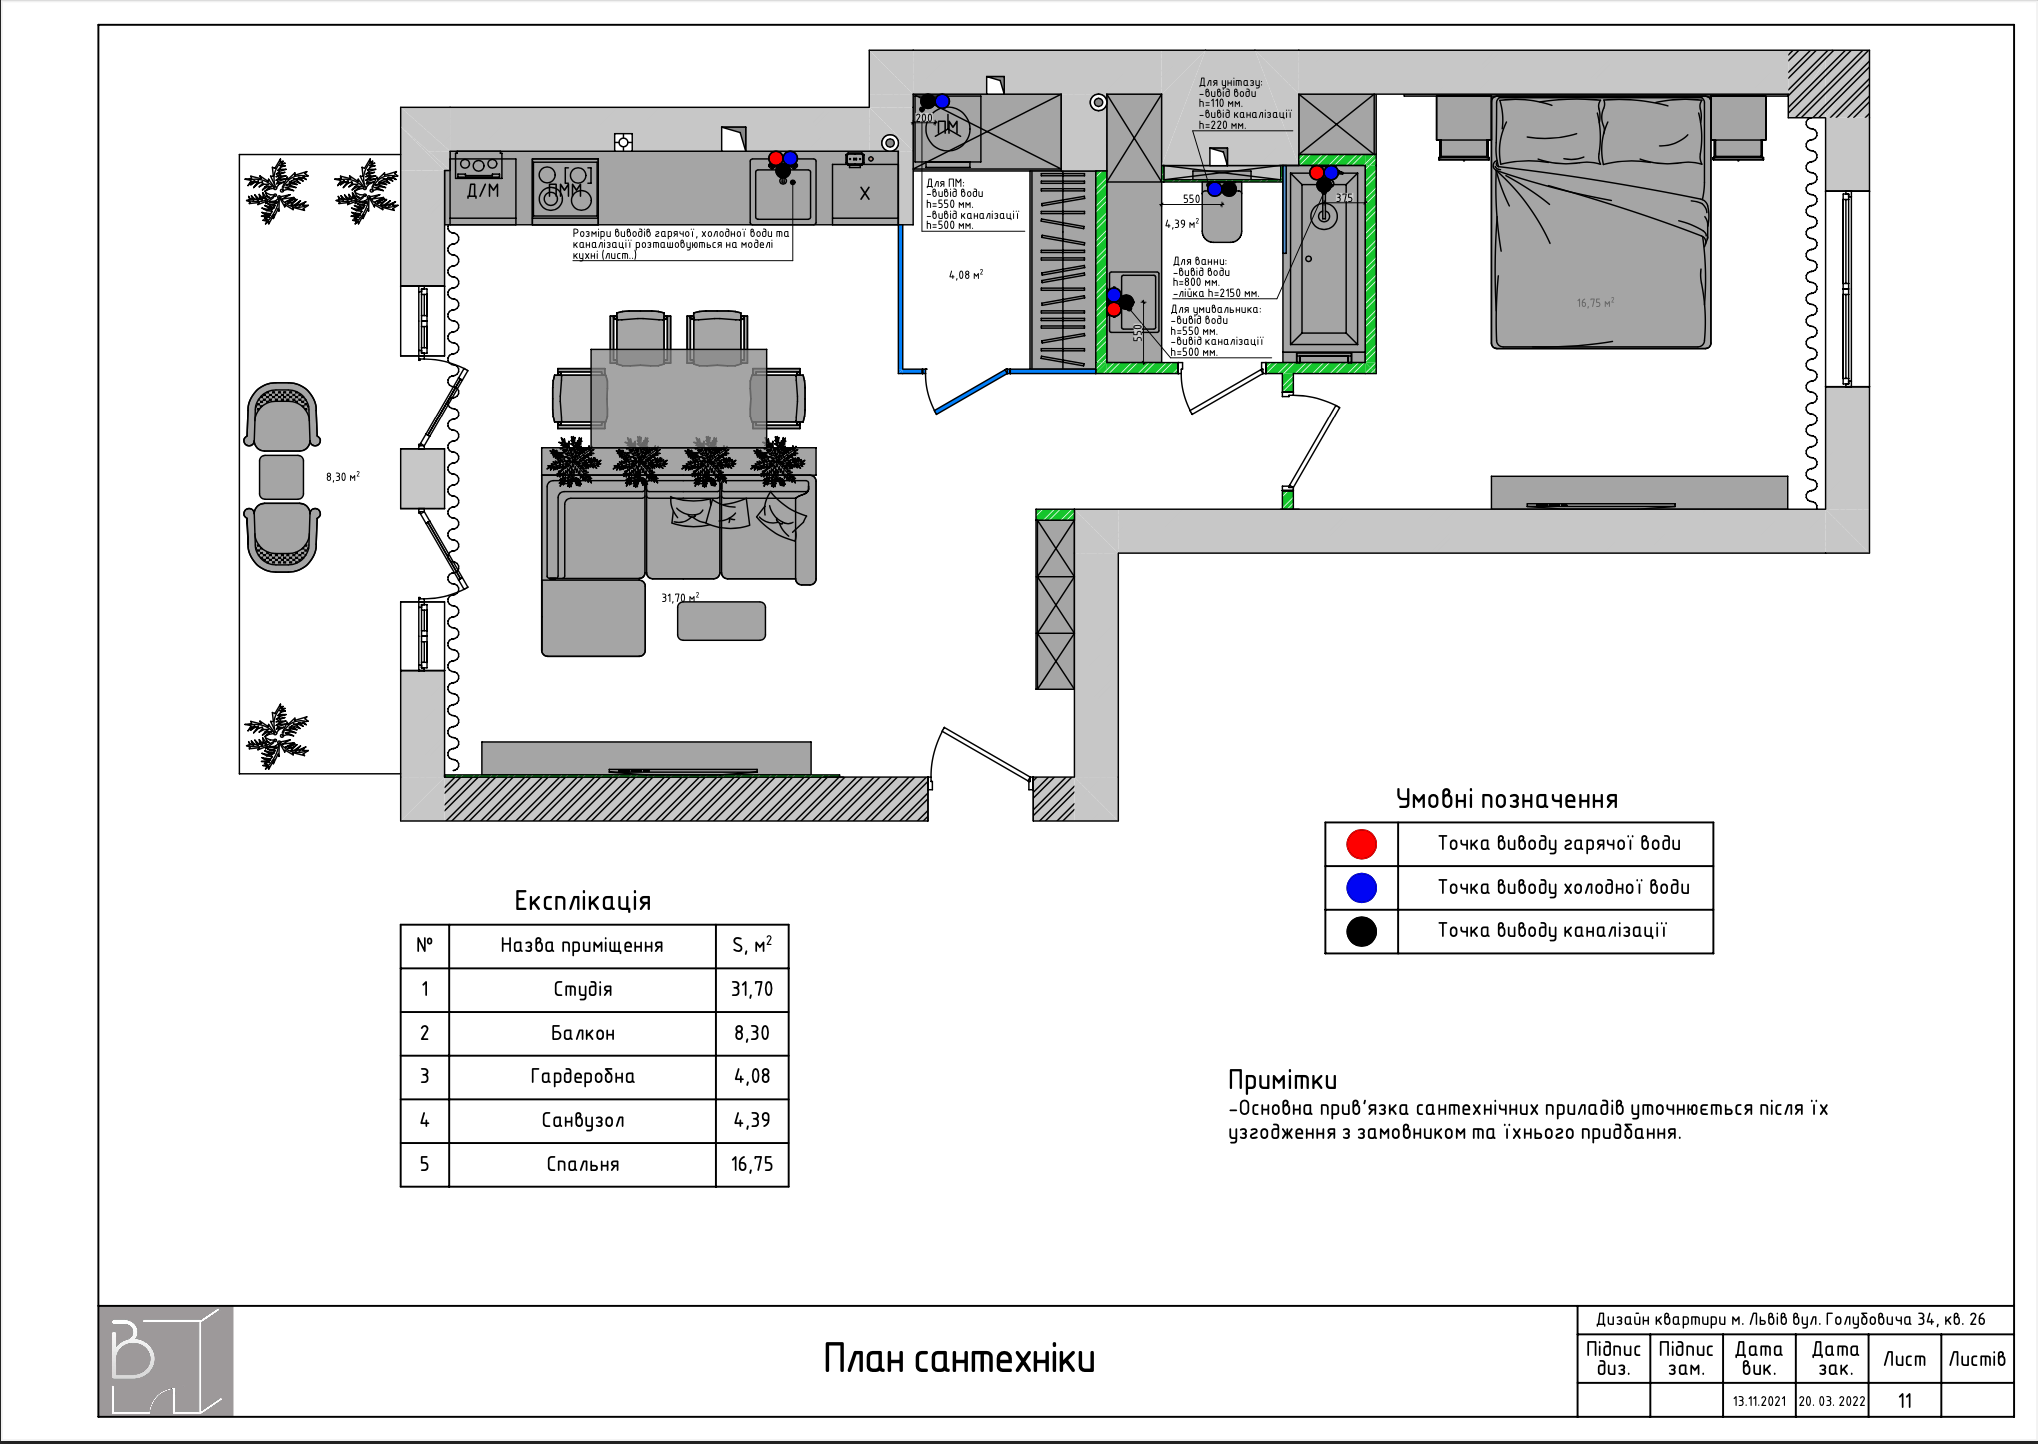 Для унітазу:
-вивід води
h=110 мм.
-вивід каналізації
h=220 мм.
200
ПМ
Д/М
ПММ
Х
Для ПМ:
-вивід води
h=550 мм.
-вивід каналізації
h=500 мм.
550
375
4,39 м²
Розміри виводів гарячої, холодної води та
каналізації розташовуються на моделі
кухні (лист..)
4,08 м²
Для ванни:
-вивід води
h=800 мм.
-лійка h=2150 мм.
Для умивальника:
-вивід води
h=550 мм.
-вивід каналізації
h=500 мм.
550
16,75 м²
8,30 м²
31,70 м²
Умовні позначення
Точка виводу гарячої води
Точка виводу холодної води
Точка виводу каналізації
Експлікація
№ Назва приміщення S, м²
1 Студія 31,70
2 Балкон 8,30
3 Гардеробна 4,08
4 Санвузол 4,39
5 Спальня 16,75
Примітки
-Основна прив'язка сантехнічних приладів уточнюється після їх
узгодження з замовником та їхнього придбання.
В
План сантехніки
Дизайн квартири м. Львів вул. Голубовича 34, кв. 26
Підпис диз. Підпис зам. Дата вик. Дата зак. Лист Листів
13.11.2021 20. 03. 2022 11